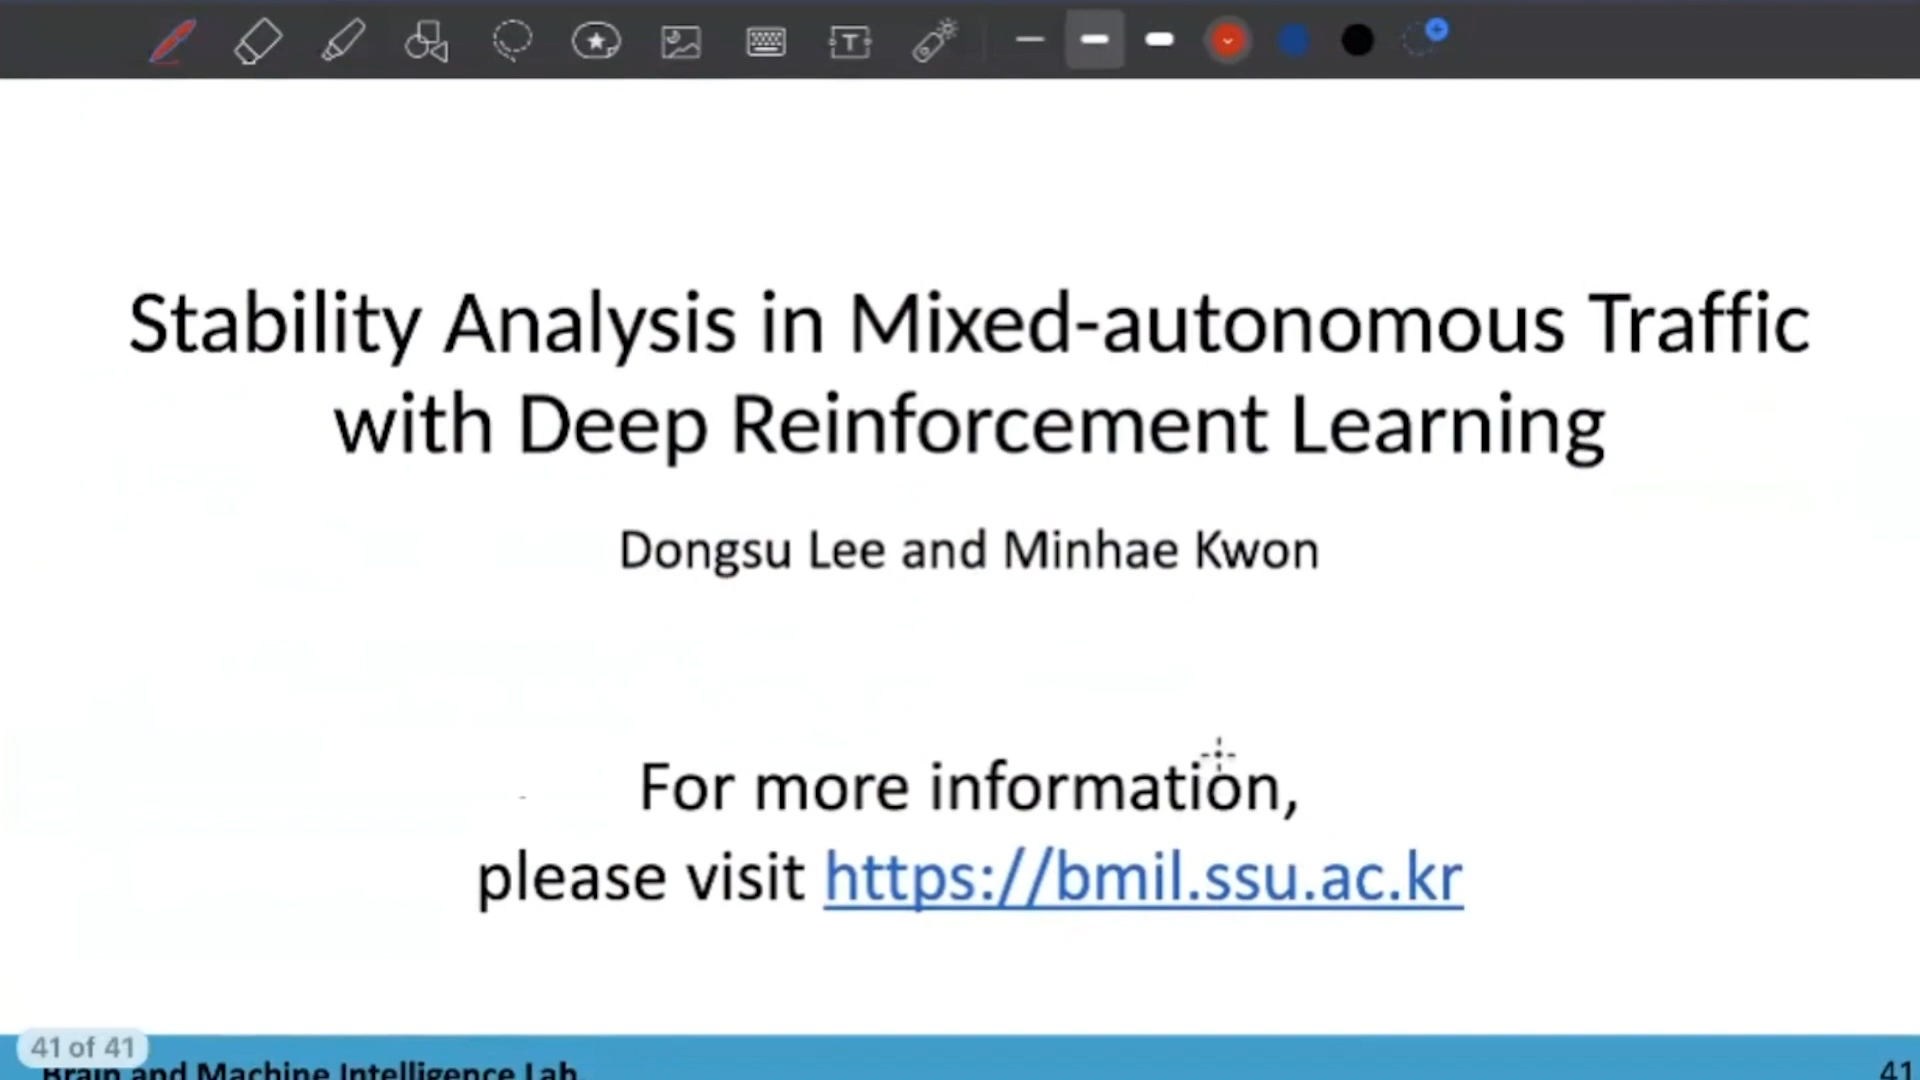 Stability Analysis in Mixed-autonomous Traffic
with Deep Reinforcement Learning
Dongsu Lee and Minhae Kwon
For more information,
please visit https://bmil.ssu.ac.kr
41 of 41
Brain and Machine Intelligence Lab.
41